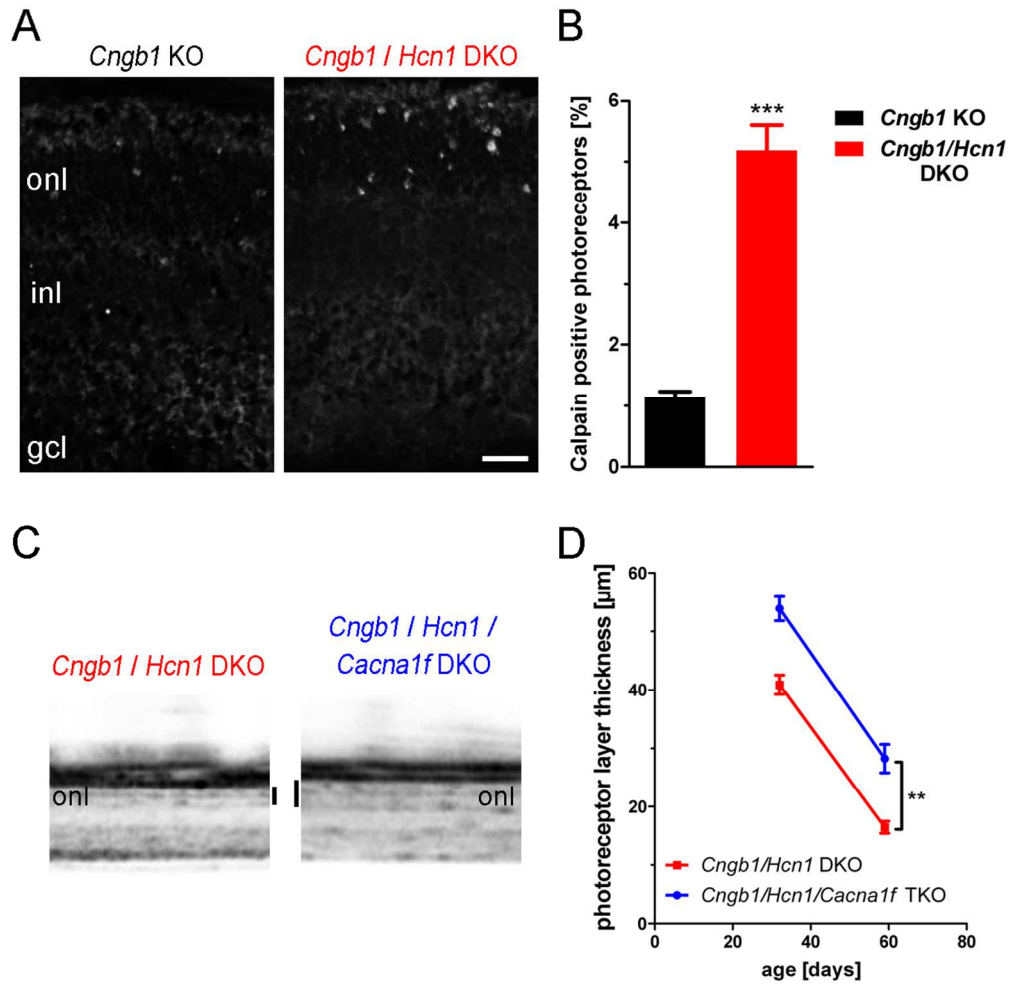 A
Cngb1 KO
Cngb1 / Hcn1 DKO
onl
inl
gcl
B
Calpain positive photoreceptors [%]
6
4
2
0
***
Cngb1 KO
Cngb1/Hcn1
DKO
C
Cngb1 / Hcn1 DKO
Cngb1 / Hcn1 /
Cacna1f DKO
onl
onl
D
photoreceptor layer thickness [µm]
60
40
20
0
**
Cngb1/Hcn1 DKO
Cngb1/Hcn1/Cacna1f TKO
0
20
40
60
80
age [days]